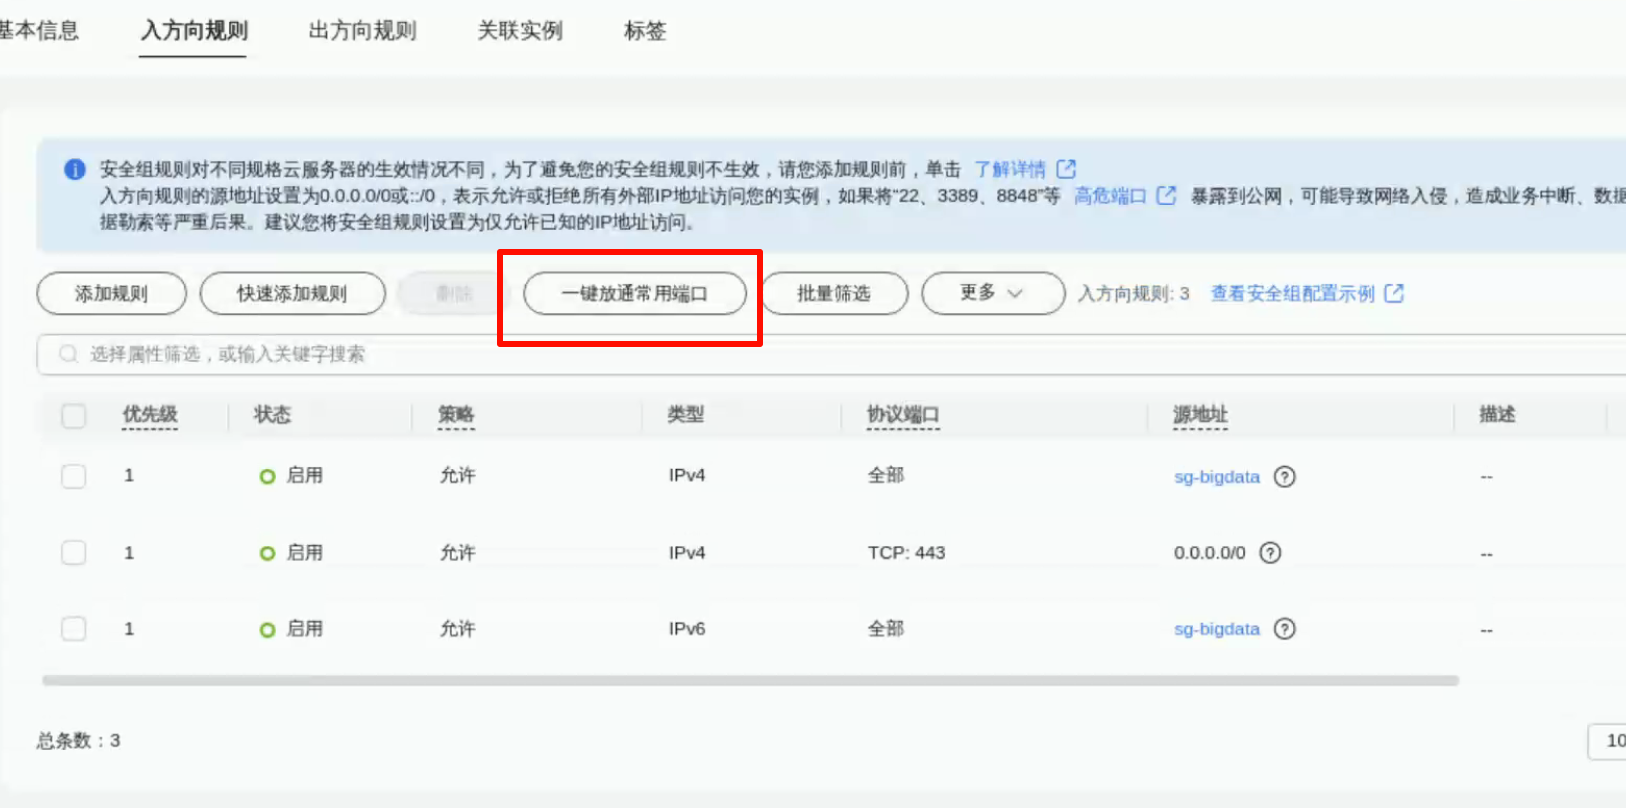 基本信息 入方向规则 出方向规则 关联实例 标签
安全组规则对不同规格云服务器的生效情况不同，为了避免您的安全组规则不生效，请您添加规则前，单击 了解详情
入方向规则的源地址设置为0.0.0.0/0或::/0，表示允许或拒绝所有外部IP地址访问您的实例，如果将“22、3389、8848”等 高危端口 暴露到公网，可能导致网络入侵，造成业务中断、数据
据勒索等严重后果。建议您将安全组规则设置为仅允许已知的IP地址访问。
添加规则 快速添加规则 删除 一键放通常用端口 批量筛选 更多 入方向规则: 3 查看安全组配置示例
选择属性筛选，或输入关键字搜索
优先级 状态 策略 类型 协议端口 源地址 描述
1 启用 允许 IPv4 全部 sg-bigdata --
1 启用 允许 IPv4 TCP: 443 0.0.0.0/0 --
1 启用 允许 IPv6 全部 sg-bigdata --
总条数：3 10